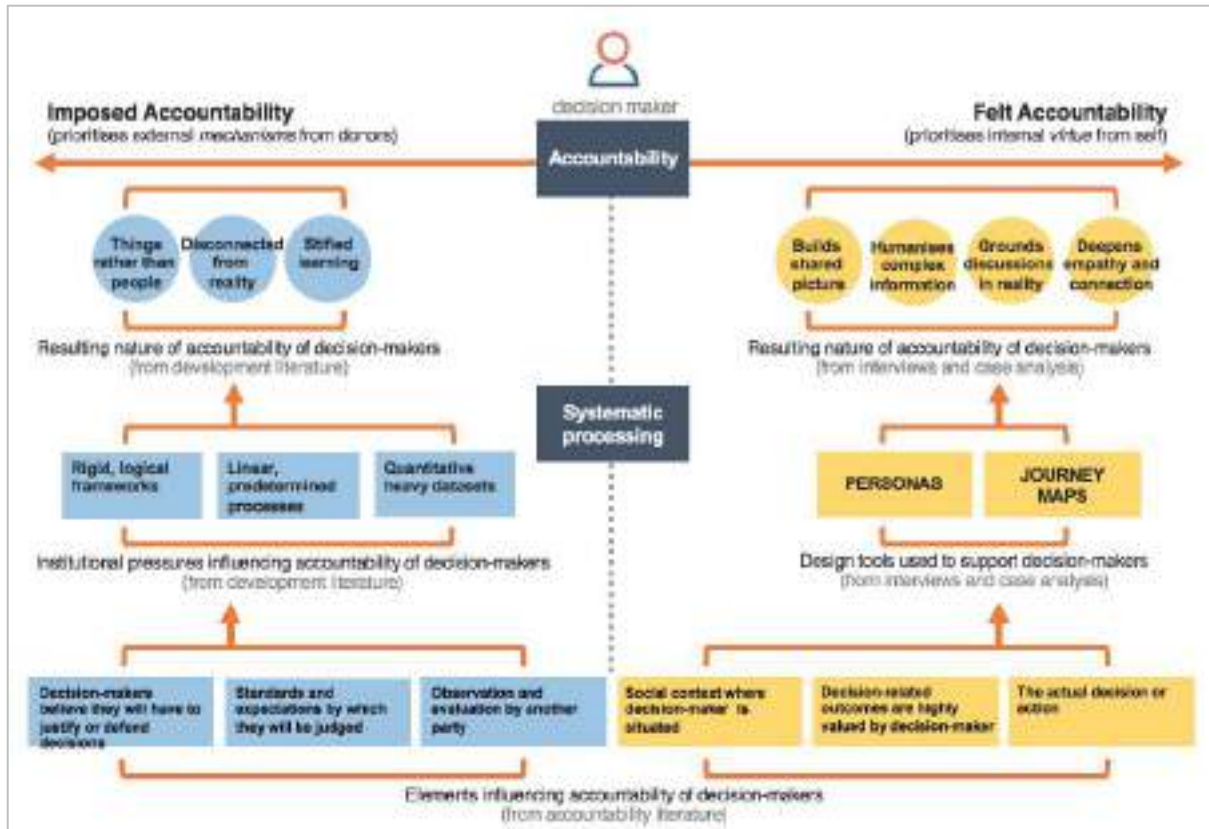 decision maker
Imposed Accountability
(prioritises external mechanisms from donors)
Accountability
Felt Accountability
(prioritises internal virtue from self)
Things
rather than
people
Disconnected
from
reality
Stifled
learning
Builds
shared
picture
Humanises
complex
information
Grounds
discussions
in reality
Deepens
empathy and
connection
Resulting nature of accountability of decision-makers
(from development literature)
Resulting nature of accountability of decision-makers
(from interviews and case analysis)
Systematic
processing
Rigid, logical
frameworks
Linear,
predetermined
processes
Quantitative
heavy datasets
PERSONAS
JOURNEY
MAPS
Institutional pressures influencing accountability of decision-makers
(from development literature)
Design tools used to support decision-makers
(from interviews and case analysis)
Decision-makers
believe they will have to
justify or defend
decisions
Standards and
expectations by which
they will be judged
Observation and
evaluation by another
party
Social context where
decision-maker is
situated
Decision-related
outcomes are highly
valued by decision-maker
The actual decision or
action
Elements influencing accountability of decision-makers
(from accountability literature)